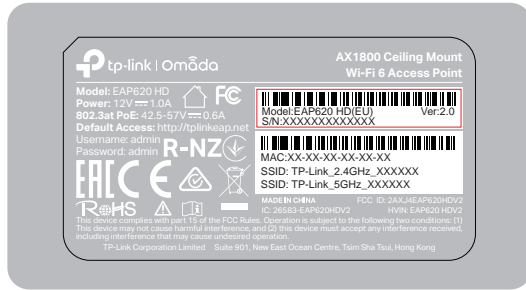 tp-link | omada
AX1800 Ceiling Mount
Wi-Fi 6 Access Point
Model: EAP620 HD
Power: 12V⎓1.0A
802.3at PoE: 42.5-57V⎓0.6A
Default Access: http://tplinkeap.net
Username: admin
Password: admin
FC
R-NZ
EAC CE
RoHS
Model:EAP620 HD(EU) Ver:2.0
S/N:XXXXXXXXXXXXX
MAC:XX-XX-XX-XX-XX-XX
SSID: TP-Link_2.4GHz_XXXXXX
SSID: TP-Link_5GHz_XXXXXX
MADE IN CHINA FCC ID: 2AXJ4EAP620HDV2
IC: 26583-EAP620HDV2 HVIN: EAP620 HDV2
This device complies with part 15 of the FCC Rules. Operation is subject to the following two conditions: (1)
This device may not cause harmful interference, and (2) this device must accept any interference received,
including interference that may cause undesired operation.
TP-Link Corporation Limited Suite 901, New East Ocean Centre, Tsim Sha Tsui, Hong Kong